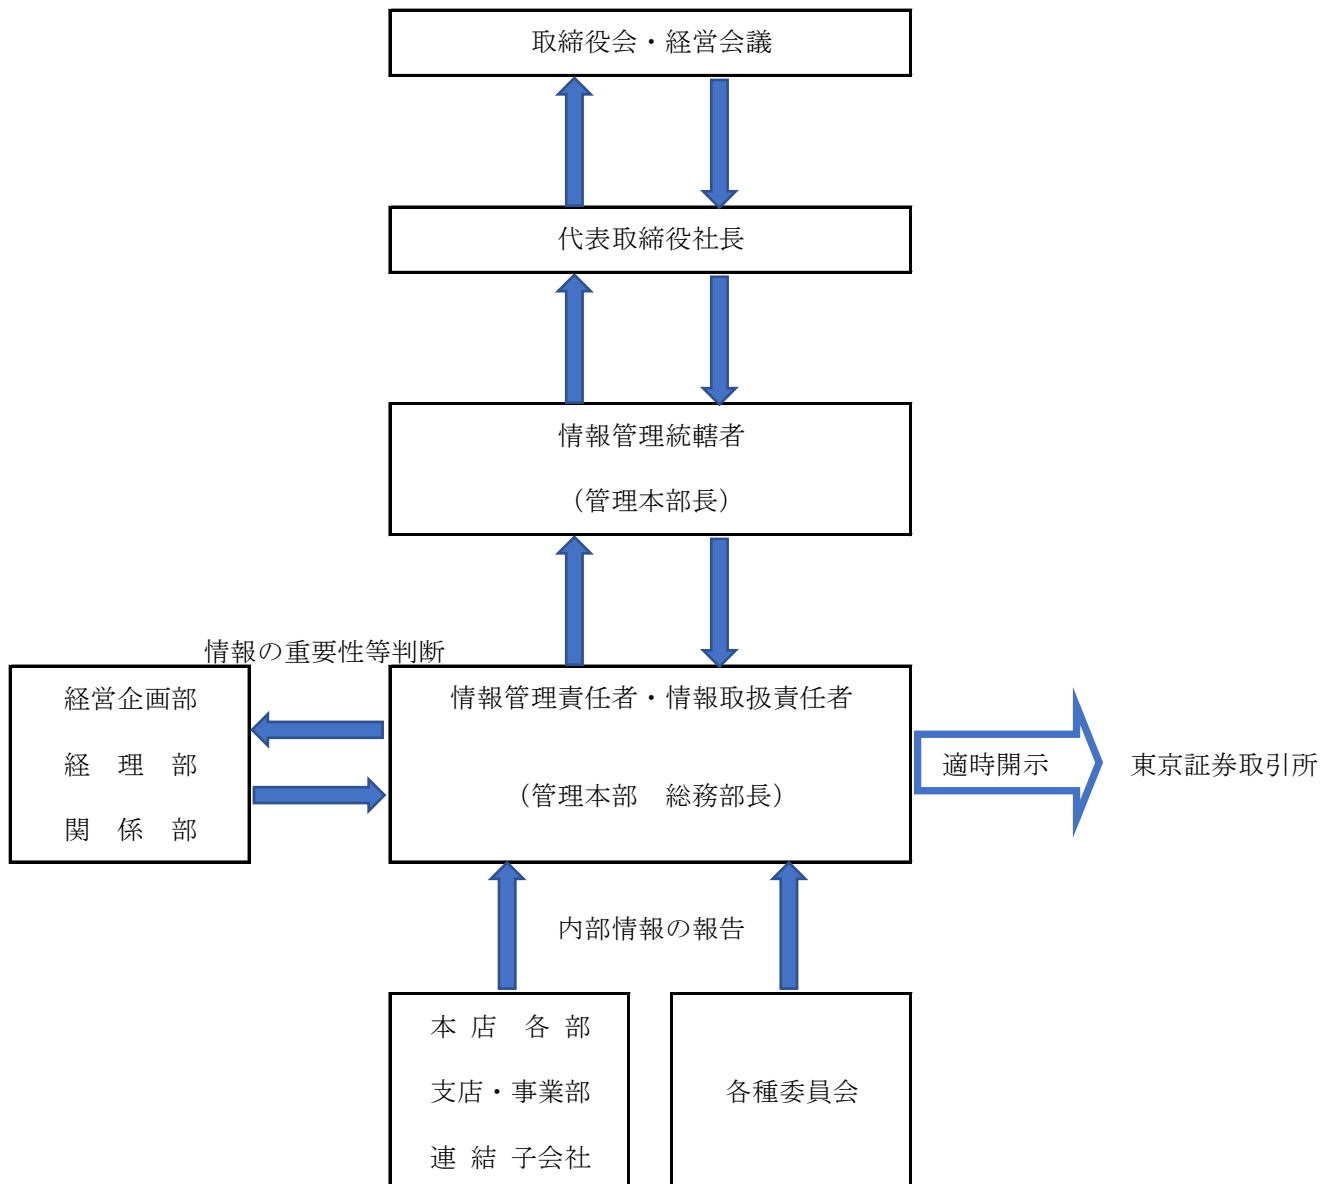 取締役会・経営会議
代表取締役社長
情報管理統轄者
（管理本部長）
情報の重要性等判断
経営企画部
経　理　部
関　係　部
情報管理責任者・情報取扱責任者
（管理本部　総務部長）
適時開示
東京証券取引所
内部情報の報告
本 店　各 部
支店・事業部
連 結 子会社
各種委員会